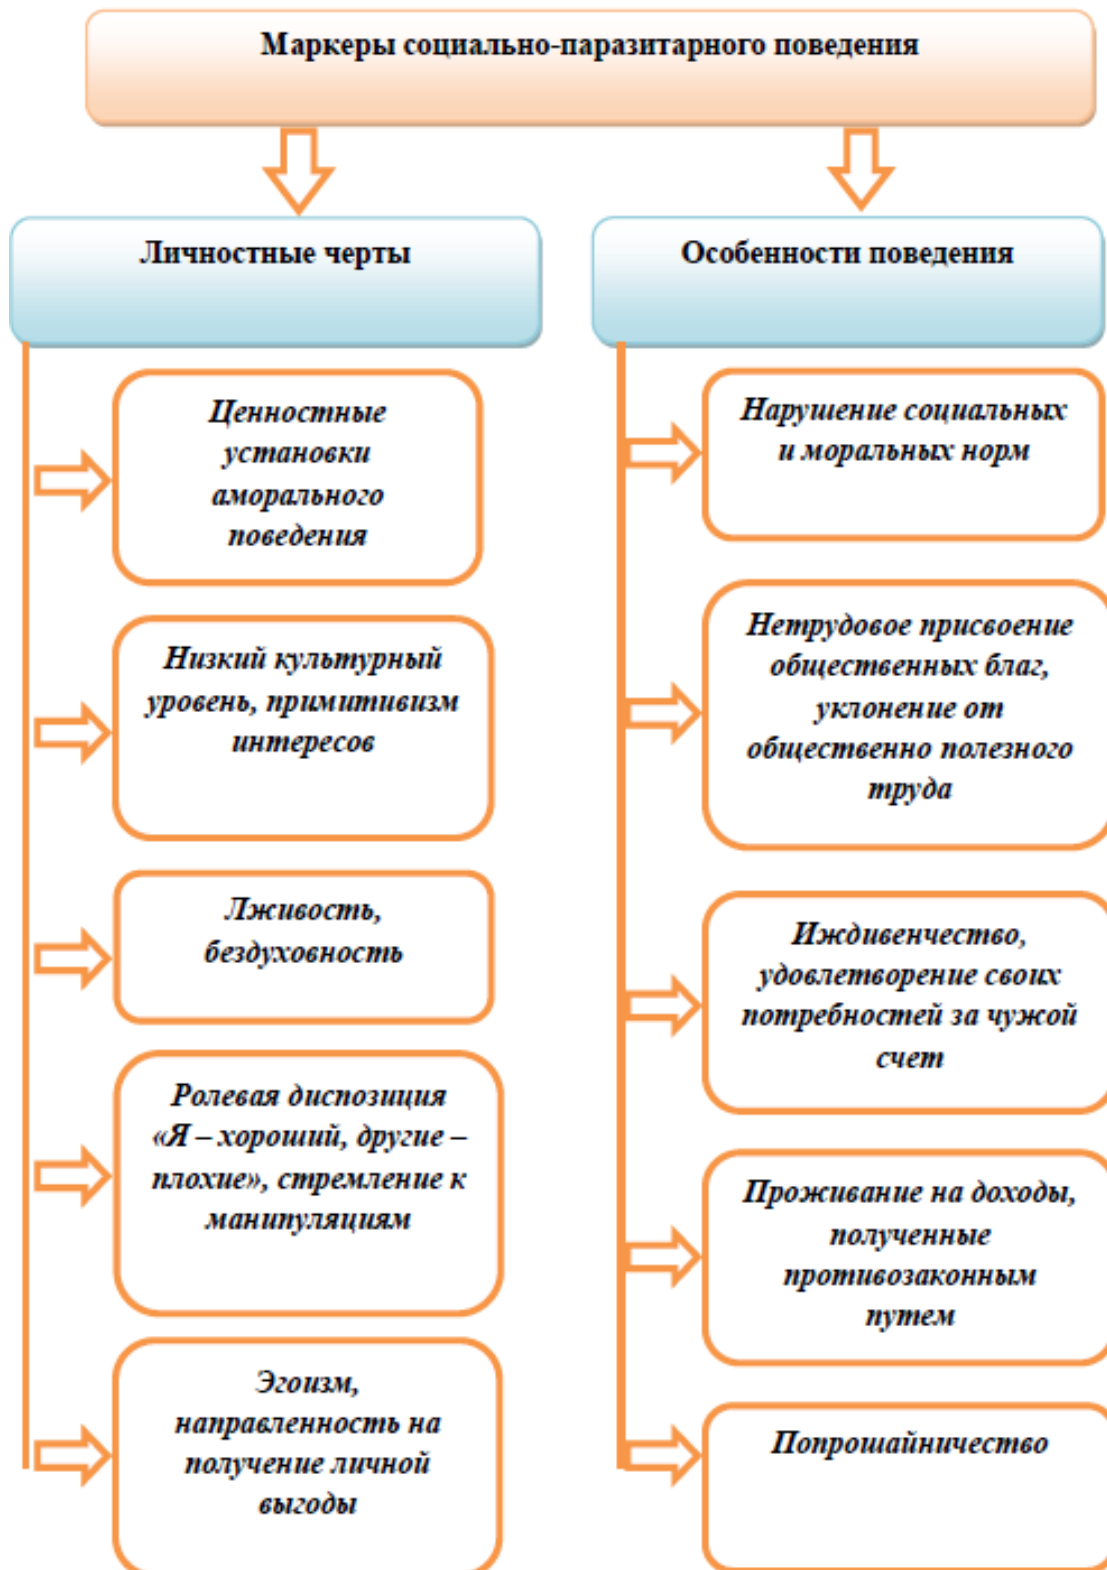 Маркеры социально-паразитарного поведения
Личностные черты
Ценностные
установки
аморального
поведения
Низкий культурный
уровень, примитивизм
интересов
Лживость,
бездуховность
Ролевая диспозиция
«Я – хороший, другие –
плохие», стремление к
манипуляциям
Эгоизм,
направленность на
получение личной
выгоды
Особенности поведения
Нарушение социальных
и моральных норм
Нетрудовое присвоение
общественных благ,
уклонение от
общественно полезного
труда
Иждивенчество,
удовлетворение своих
потребностей за чужой
счет
Проживание на доходы,
полученные
противозаконным
путем
Попрошайничество